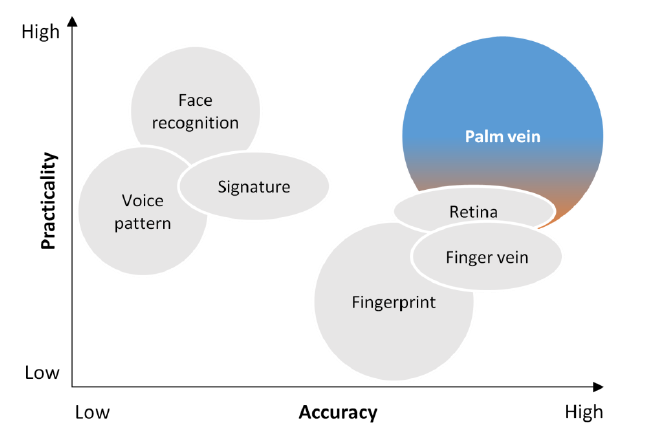 High
Face
recognition
Palm vein
Signature
Voice
pattern
Retina
Finger vein
Fingerprint
Practicality
Low
Low
Accuracy
High